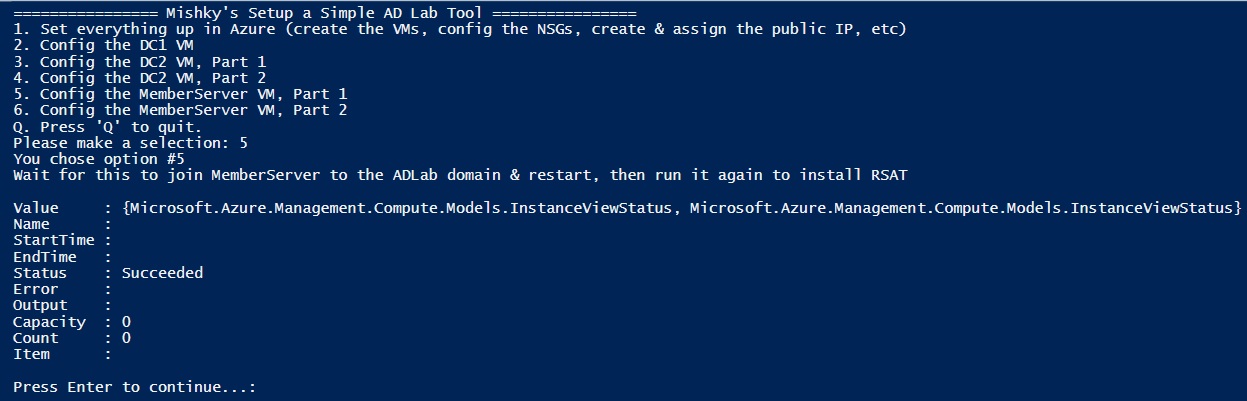 ================ Mishky's Setup a Simple AD Lab Tool ================
1. Set everything up in Azure (create the VMs, config the NSGs, create & assign the public IP, etc)
2. Config the DC1 VM
3. Config the DC2 VM, Part 1
4. Config the DC2 VM, Part 2
5. Config the MemberServer VM, Part 1
6. Config the MemberServer VM, Part 2
Q. Press 'Q' to quit.
Please make a selection: 5
You chose option #5
Wait for this to join MemberServer to the ADLab domain & restart, then run it again to install RSAT
Value     : {Microsoft.Azure.Management.Compute.Models.InstanceViewStatus, Microsoft.Azure.Management.Compute.Models.InstanceViewStatus}
Name      :
StartTime :
EndTime   :
Status    : Succeeded
Error     :
Output    :
Capacity  : 0
Count     : 0
Item      :
Press Enter to continue...: